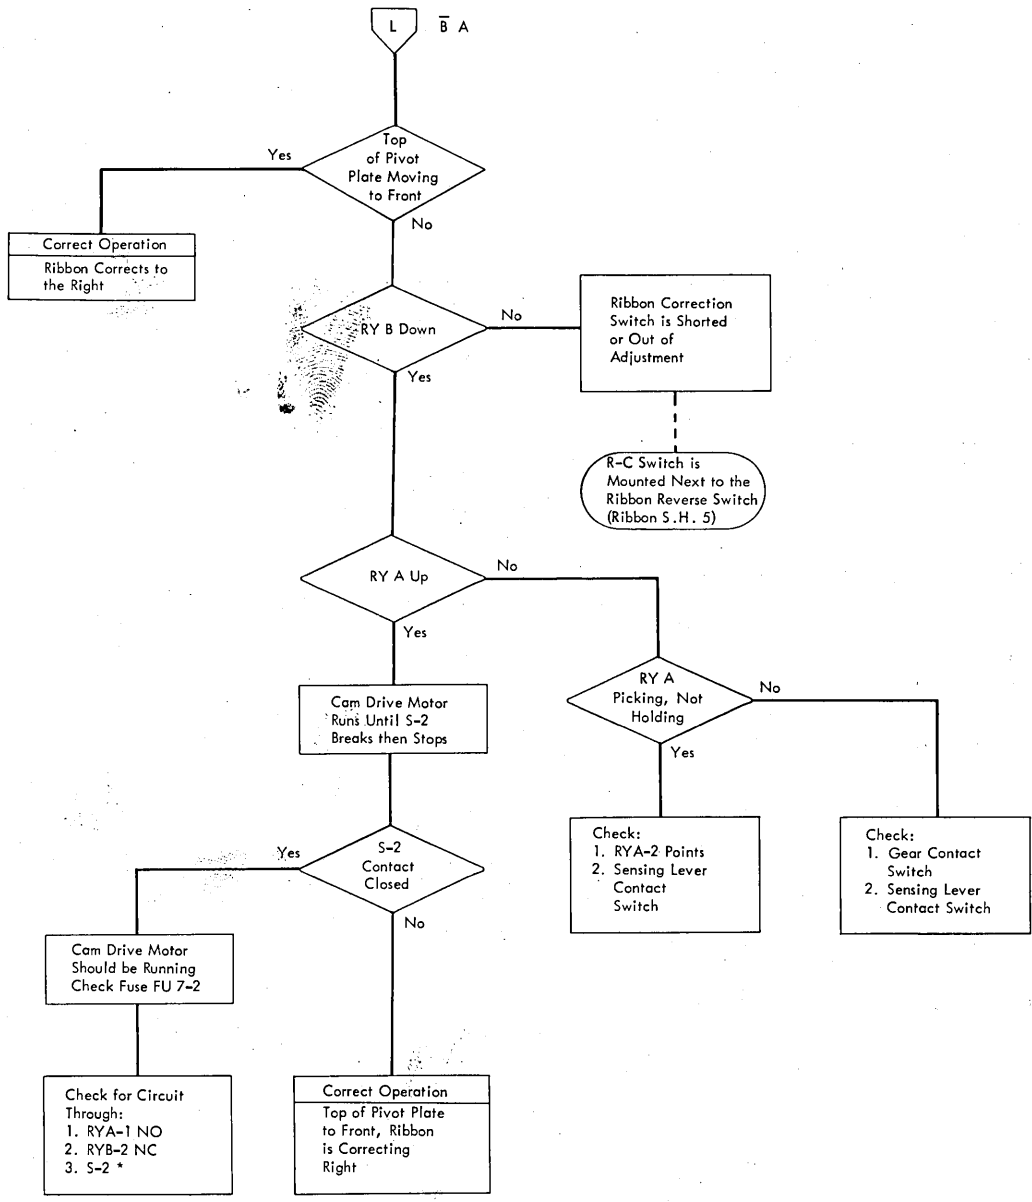 L
B̅ A
Top
of Pivot
Plate Moving
to Front
Yes
No
Correct Operation
Ribbon Corrects to
the Right
RY B Down
No
Yes
Ribbon Correction
Switch is Shorted
or Out of
Adjustment
R-C Switch is
Mounted Next to the
Ribbon Reverse Switch
(Ribbon S.H. 5)
RY A Up
No
Yes
RY A
Picking, Not
Holding
No
Yes
Cam Drive Motor
Runs Until S-2
Breaks then Stops
Check:
1. RYA-2 Points
2. Sensing Lever
Contact
Switch
Check:
1. Gear Contact
Switch
2. Sensing Lever
Contact Switch
S-2
Contact
Closed
Yes
No
Cam Drive Motor
Should be Running
Check Fuse FU 7-2
Check for Circuit
Through:
1. RYA-1 NO
2. RYB-2 NC
3. S-2 *
Correct Operation
Top of Pivot Plate
to Front, Ribbon
is Correcting
Right